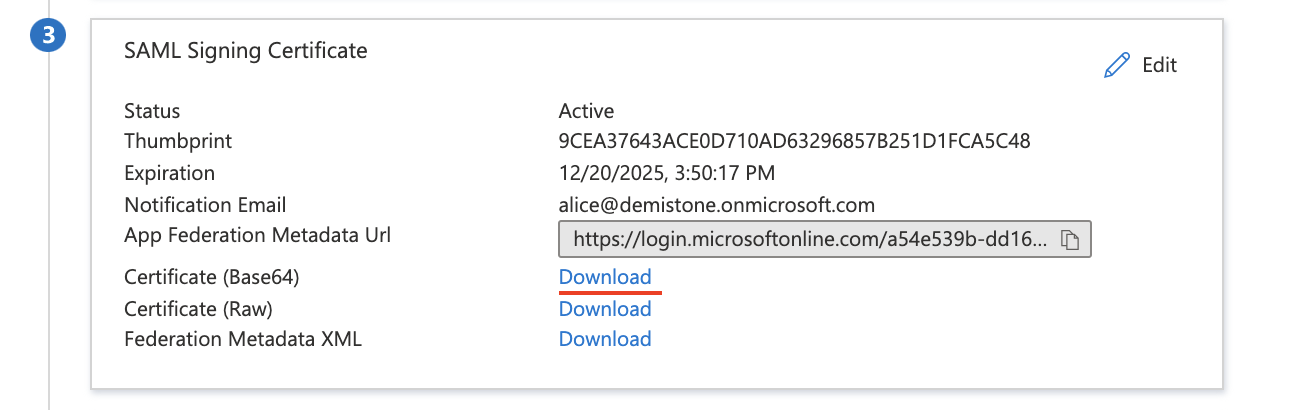 3
SAML Signing Certificate
Edit
Status Active
Thumbprint 9CEA37643ACE0D710AD63296857B251D1FCA5C48
Expiration 12/20/2025, 3:50:17 PM
Notification Email alice@demistone.onmicrosoft.com
App Federation Metadata Url https://login.microsoftonline.com/a54e539b-dd16...
Certificate (Base64) Download
Certificate (Raw) Download
Federation Metadata XML Download